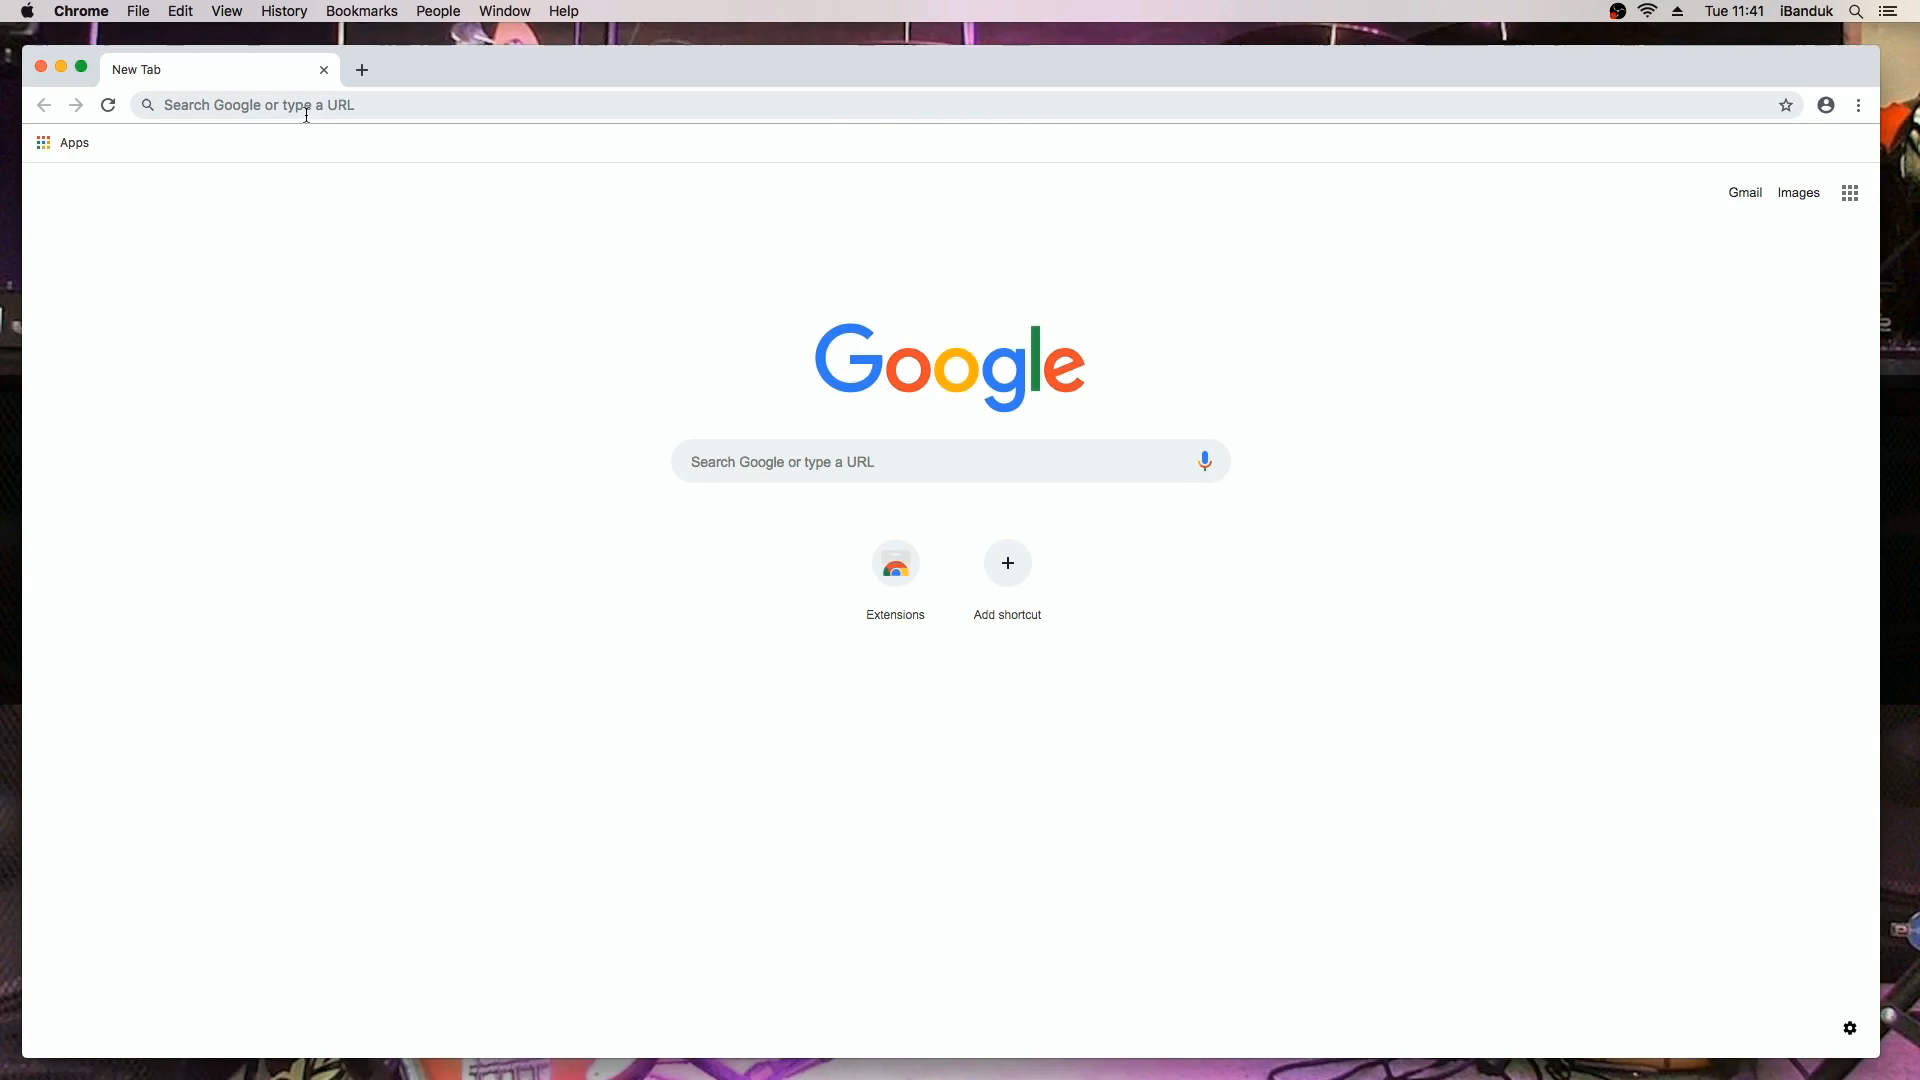 Chrome File Edit View History Bookmarks People Window Help Tue 11:41 iBanduk
New Tab
Search Google or type a URL
Apps
Gmail Images
Google
Search Google or type a URL
Extensions Add shortcut